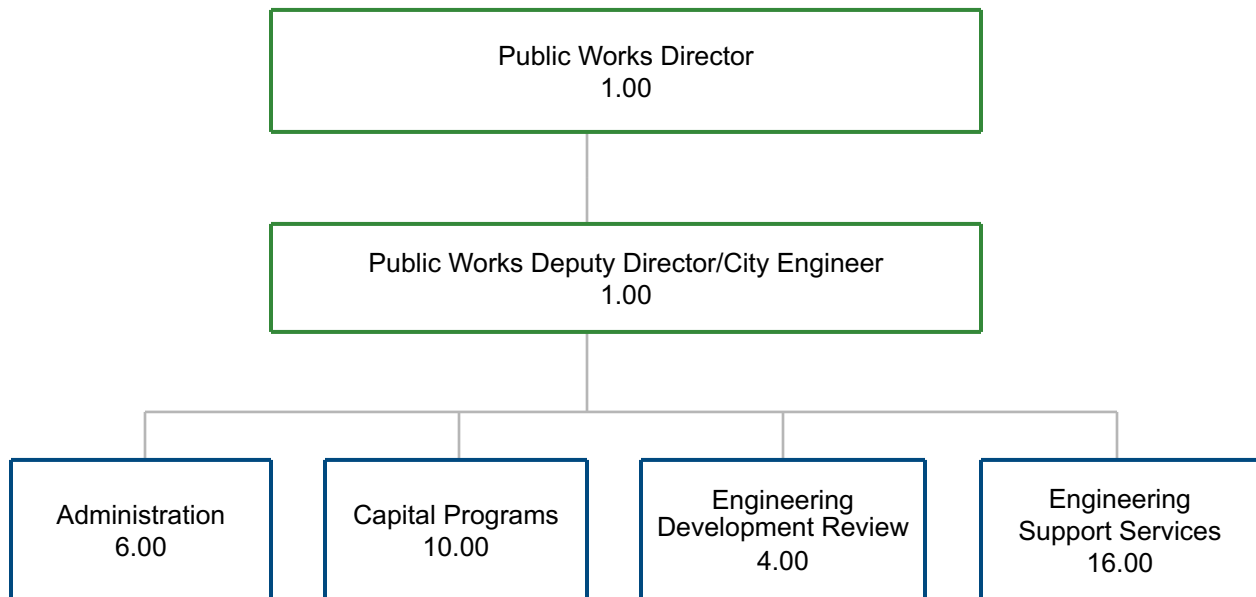 Public Works Director
1.00
Public Works Deputy Director/City Engineer
1.00
Administration
6.00
Capital Programs
10.00
Engineering
Development Review
4.00
Engineering
Support Services
16.00